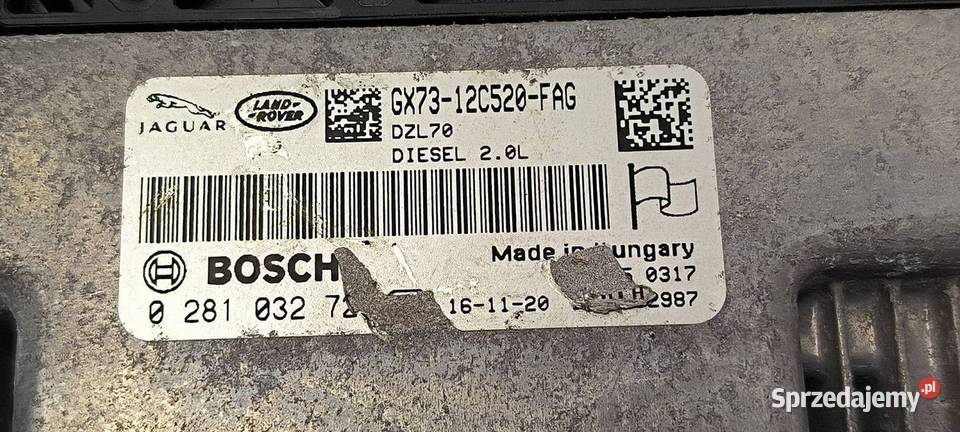 JAGUAR
LAND-
ROVER
GX73-12C520-FAG
DZL70
DIESEL 2.0L
Made in Hungary
BOSCH
0317
0 281 032
16-11-20
2987
Sprzedajemy.pl